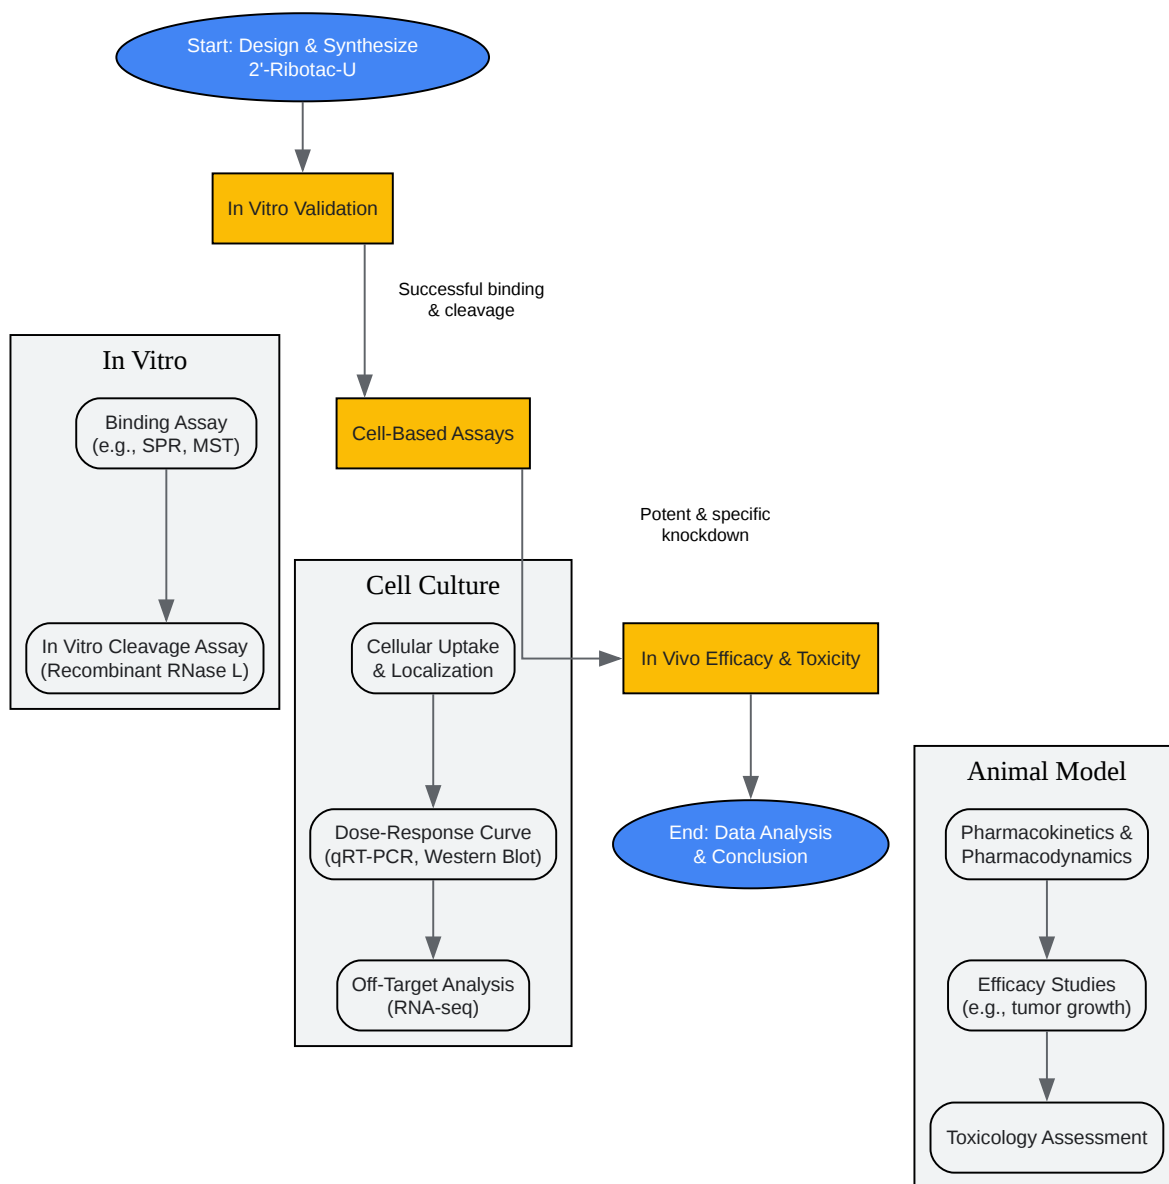 Start: Design & Synthesize
2'-Ribotac-U
In Vitro Validation
Successful binding
& cleavage
In Vitro
Binding Assay
(e.g., SPR, MST)
In Vitro Cleavage Assay
(Recombinant RNase L)
Cell-Based Assays
Potent & specific
knockdown
Cell Culture
Cellular Uptake
& Localization
Dose-Response Curve
(qRT-PCR, Western Blot)
Off-Target Analysis
(RNA-seq)
In Vivo Efficacy & Toxicity
End: Data Analysis
& Conclusion
Animal Model
Pharmacokinetics &
Pharmacodynamics
Efficacy Studies
(e.g., tumor growth)
Toxicology Assessment